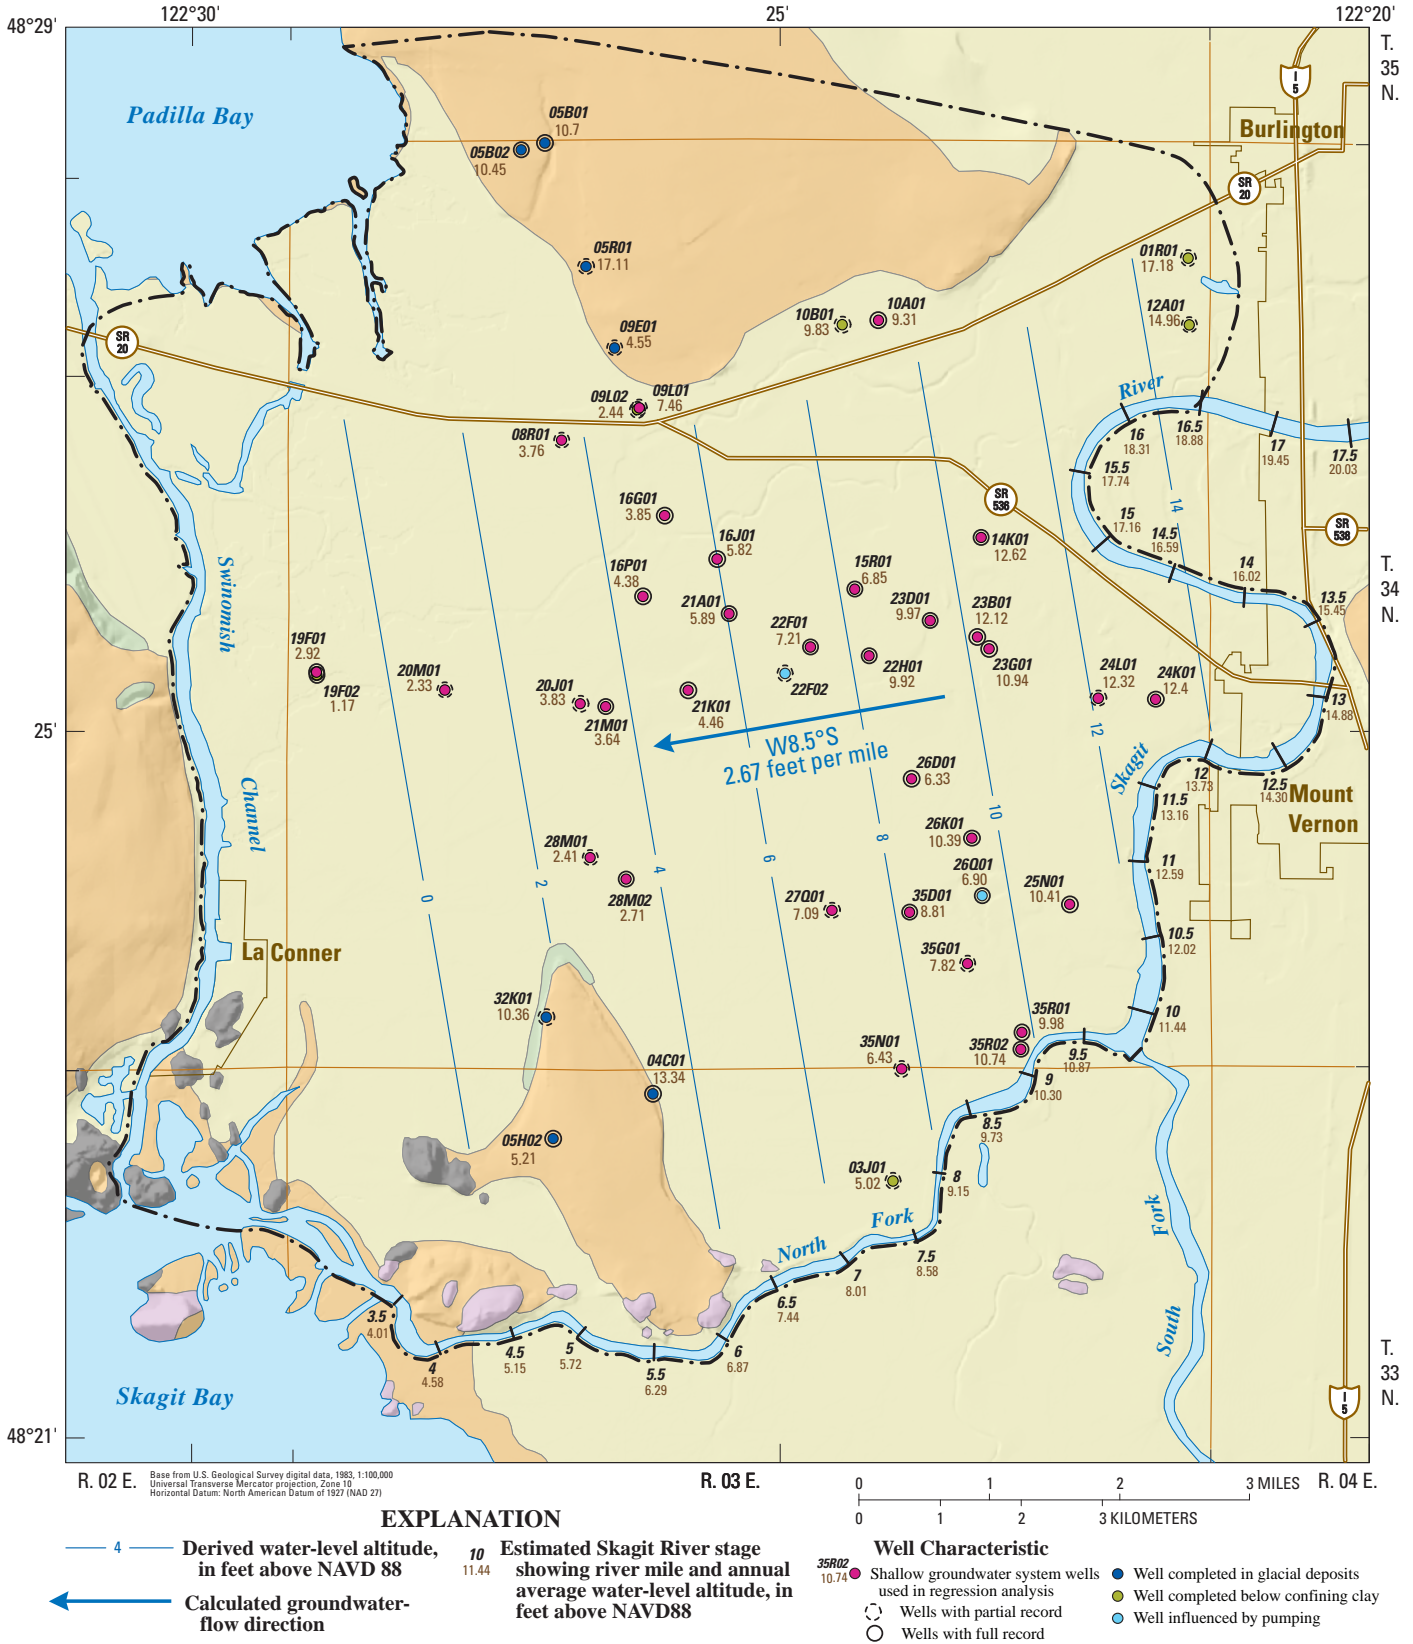 122°30'
25'
122°20'
48°29'
T.
35
N.
I
5
Padilla Bay
05B01
10.7
Burlington
05B02
10.45
SR
20
05R01
17.11
01R01
17.18
10B01
9.83
10A01
9.31
12A01
14.96
09E01
4.55
SR
20
River
09L02
2.44
09L01
7.46
08R01
3.76
16
18.31
16.5
18.88
17
19.45
17.5
20.03
15.5
17.74
16G01
3.85
SR
536
14
15
17.16
SR
538
16J01
5.82
14K01
12.62
14.5
16.59
Swinomish
16P01
4.38
15R01
6.85
14
16.02
T.
34
N.
21A01
5.89
23D01
9.97
23B01
12.12
13.5
15.45
22F01
7.21
19F01
2.92
22H01
9.92
23G01
10.94
20M01
2.33
24L01
12.32
24K01
12.4
19F02
1.17
20J01
3.83
22F02
21K01
4.46
13
14.88
21M01
3.64
25'
12
W8.5°S
2.67 feet per mile
Skagit
26D01
6.33
12
13.73
12.5
14.30
Mount
Vernon
Channel
11.5
13.16
10
26K01
10.39
8
28M01
2.41
6
11
12.59
4
26Q01
6.90
2
0
28M02
2.71
27Q01
7.09
35D01
8.81
25N01
10.41
La Conner
10.5
12.02
35G01
7.82
32K01
10.36
35R01
9.98
10
11.44
35N01
6.43
35R02
10.74
9.5
10.87
04C01
13.34
9
10.30
8.5
9.73
05H02
5.21
03J01
5.02
8
9.15
Fork
Fork
North
7.5
8.58
7
8.01
6.5
7.44
3.5
4.01
South
6
6.87
4.5
5.15
5
5.72
5.5
6.29
4
4.58
T.
33
N.
Skagit Bay
I
5
48°21'
R. 02 E.
Base from U.S. Geological Survey digital data, 1983, 1:100,000
Universal Transverse Mercator projection, Zone 10
Horizontal Datum: North American Datum of 1927 (NAD 27)
R. 03 E.
0 1 2 3 MILES
R. 04 E.
0 1 2 3 KILOMETERS
EXPLANATION
4
Derived water-level altitude,
in feet above NAVD 88
Calculated groundwater-
flow direction
10
11.44
Estimated Skagit River stage
showing river mile and annual
average water-level altitude, in
feet above NAVD88
Well Characteristic
35R02
10.74
Shallow groundwater system wells
used in regression analysis
Wells with partial record
Wells with full record
Well completed in glacial deposits
Well completed below confining clay
Well influenced by pumping